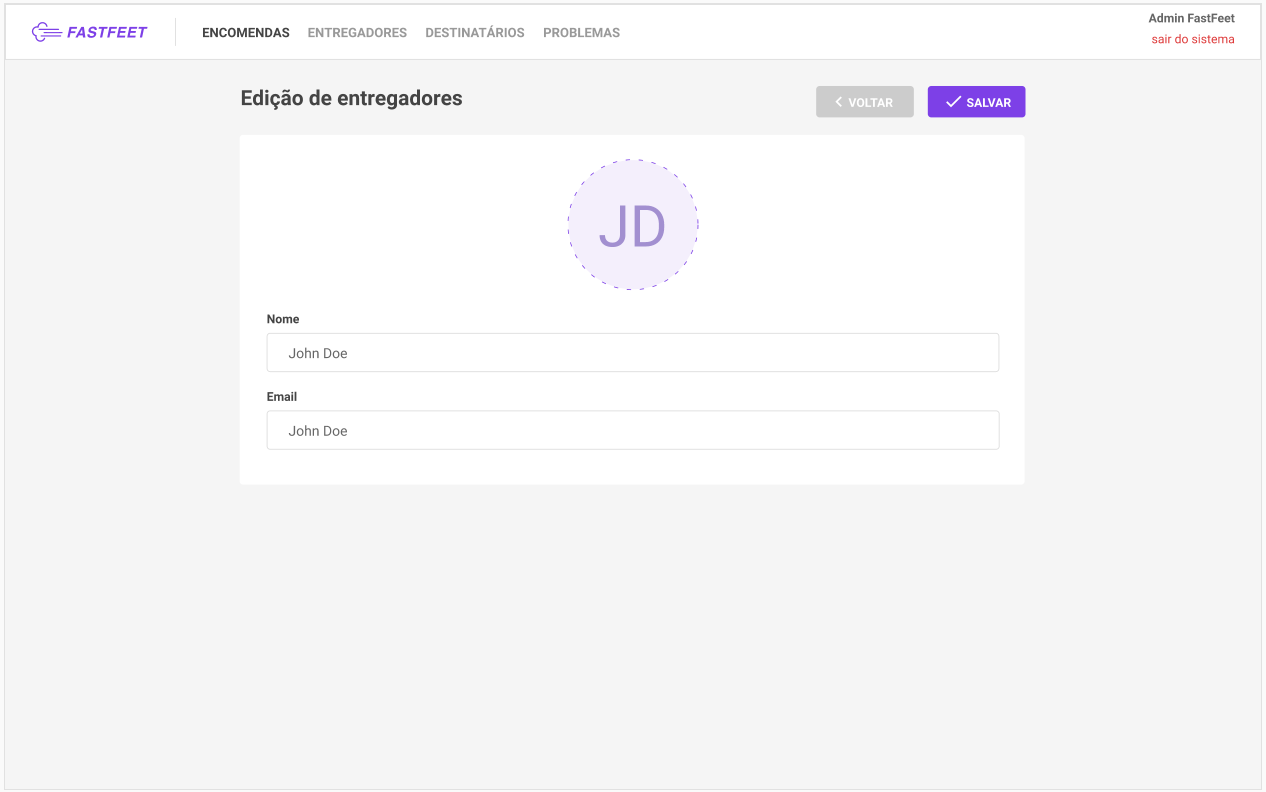 FASTFEET ENCOMENDAS ENTREGADORES DESTINATÁRIOS PROBLEMAS
Admin FastFeet
sair do sistema
Edição de entregadores
VOLTAR
SALVAR
JD
Nome
John Doe
Email
John Doe